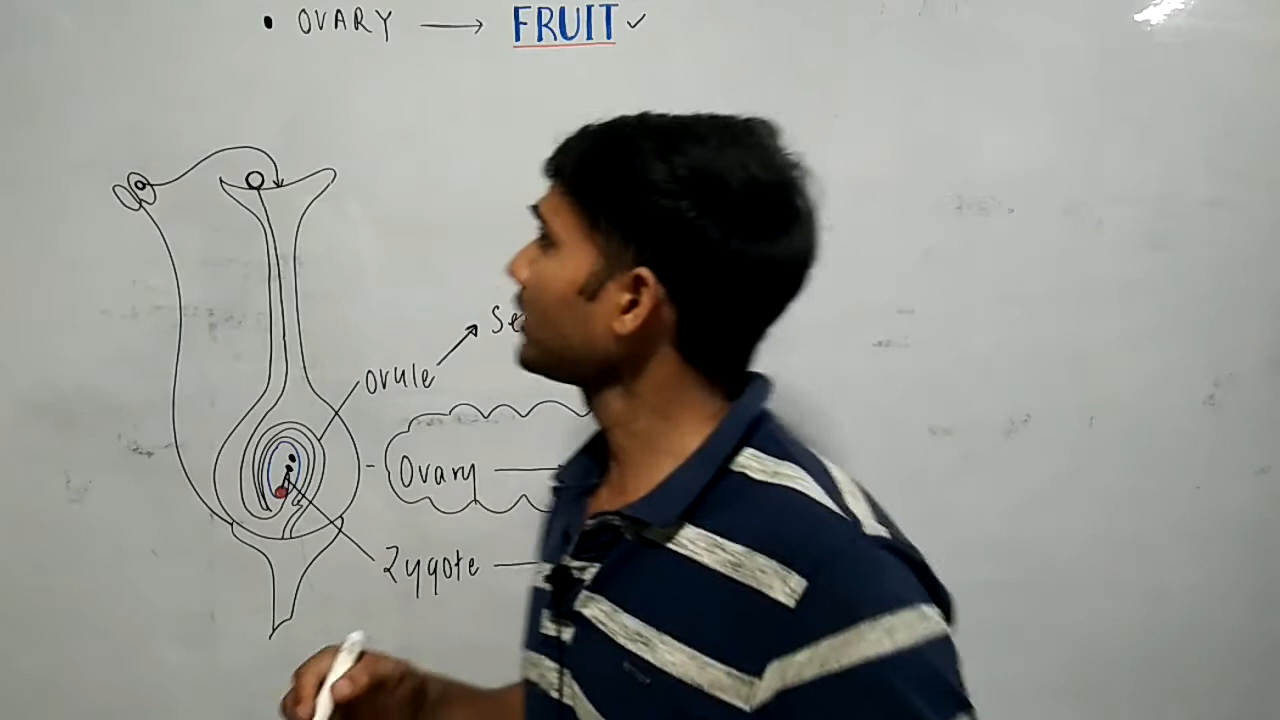 • OVARY → FRUIT ✓
ovule
Ovary
Zygote